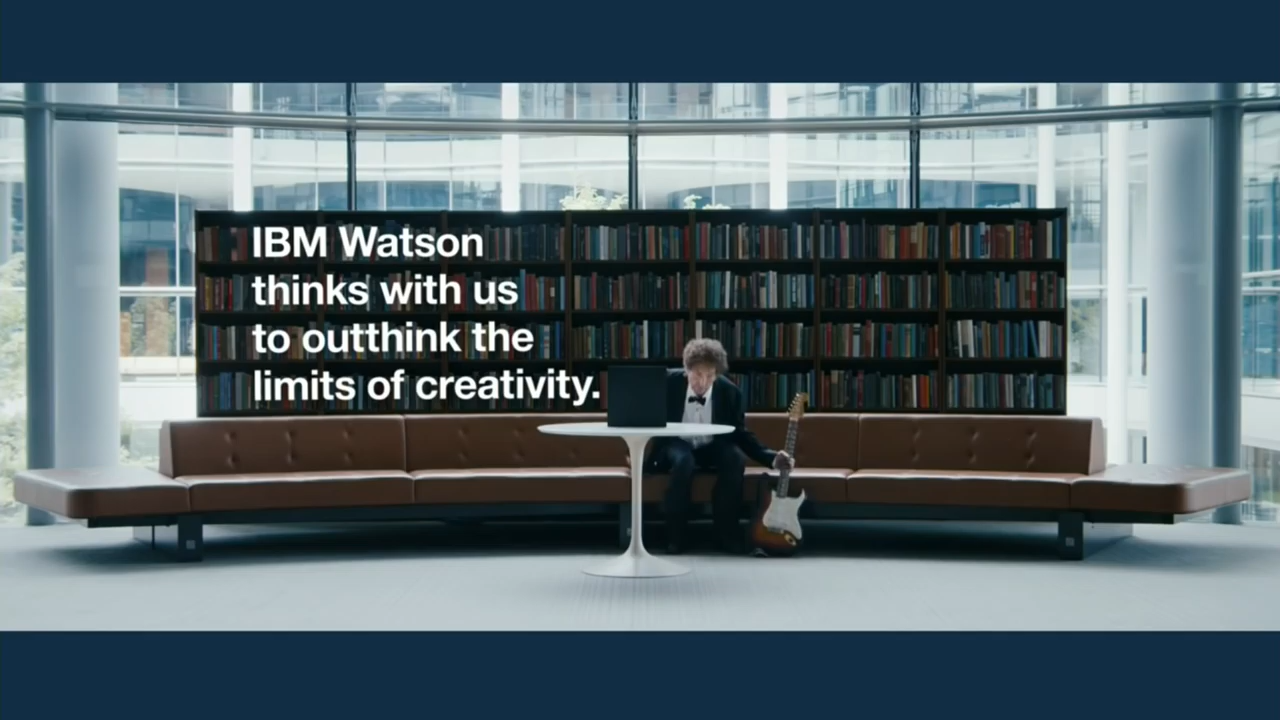 IBM Watson
thinks with us
to outthink the
limits of creativity.